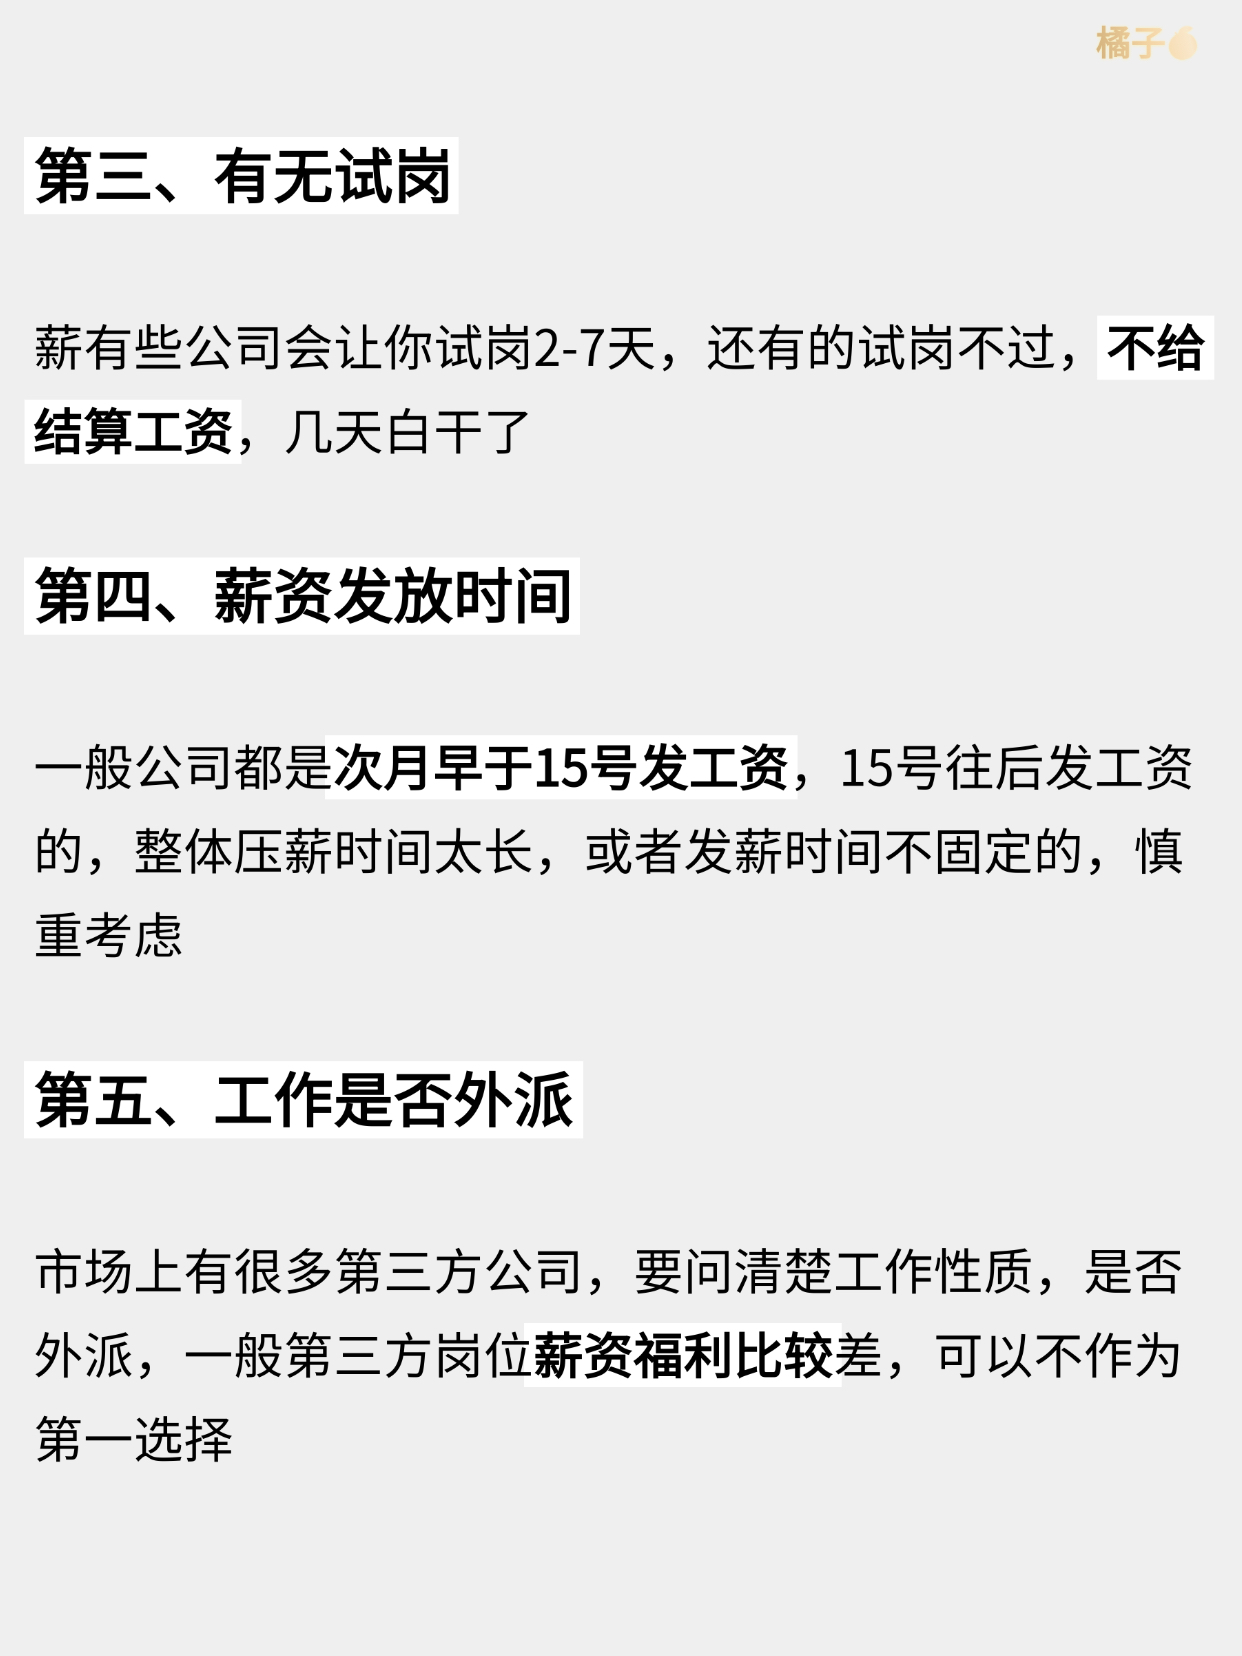 橘子
第三、有无试岗
薪有些公司会让你试岗2-7天，还有的试岗不过，不给
结算工资，几天白干了
第四、薪资发放时间
一般公司都是次月早于15号发工资，15号往后发工资
的，整体压薪时间太长，或者发薪时间不固定的，慎
重考虑
第五、工作是否外派
市场上有很多第三方公司，要问清楚工作性质，是否
外派，一般第三方岗位薪资福利比较差，可以不作为
第一选择